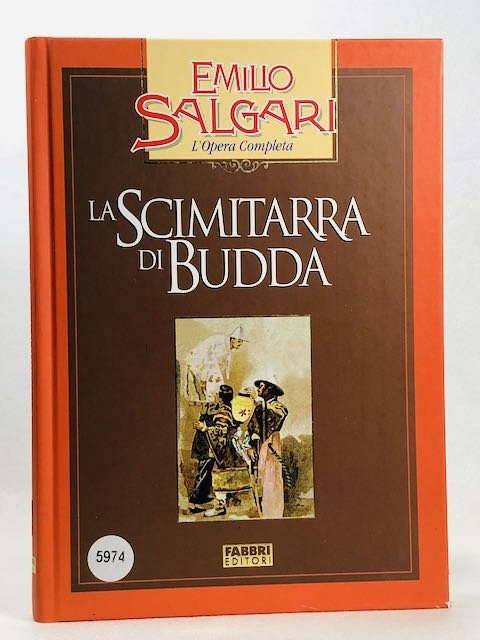 EMILIO
SALGARI
L'Opera Completa
LA SCIMITARRA
DI BUDDA
5974
FABBRI
EDITORI